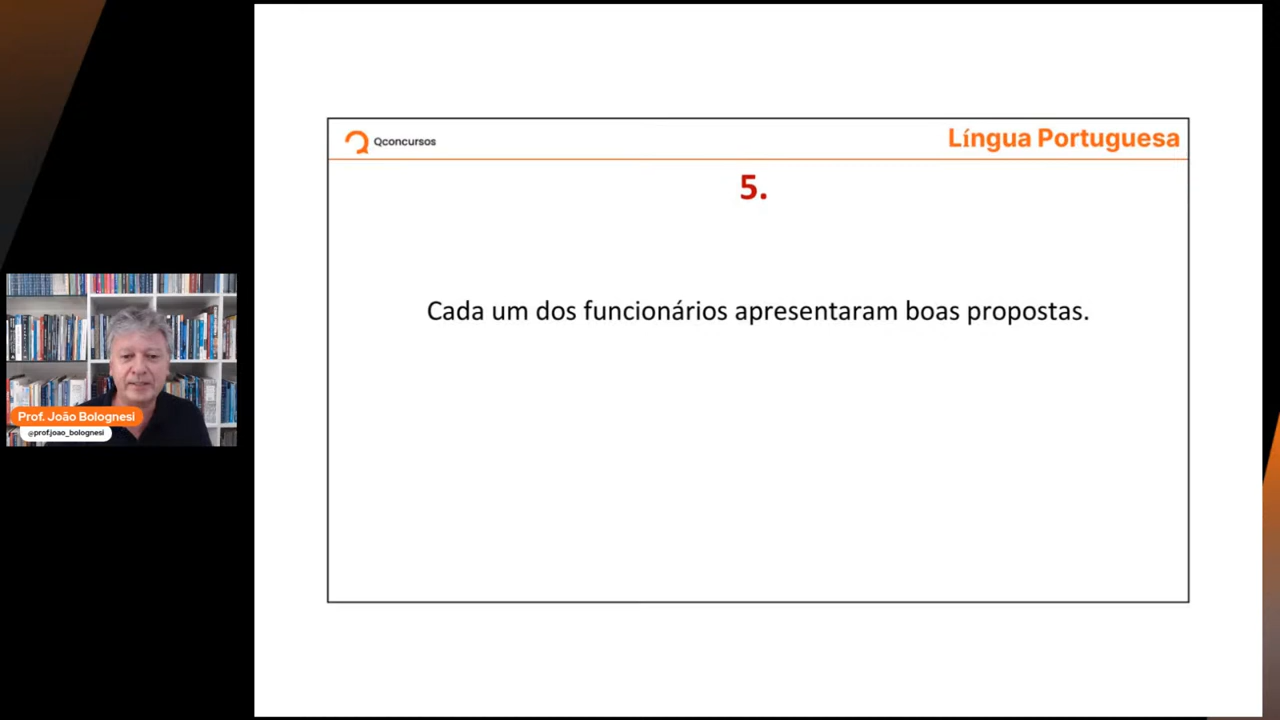 Qconcursos
Língua Portuguesa
5.
Cada um dos funcionários apresentaram boas propostas.
Prof. João Bolognesi
@prof.joao_bolognesi